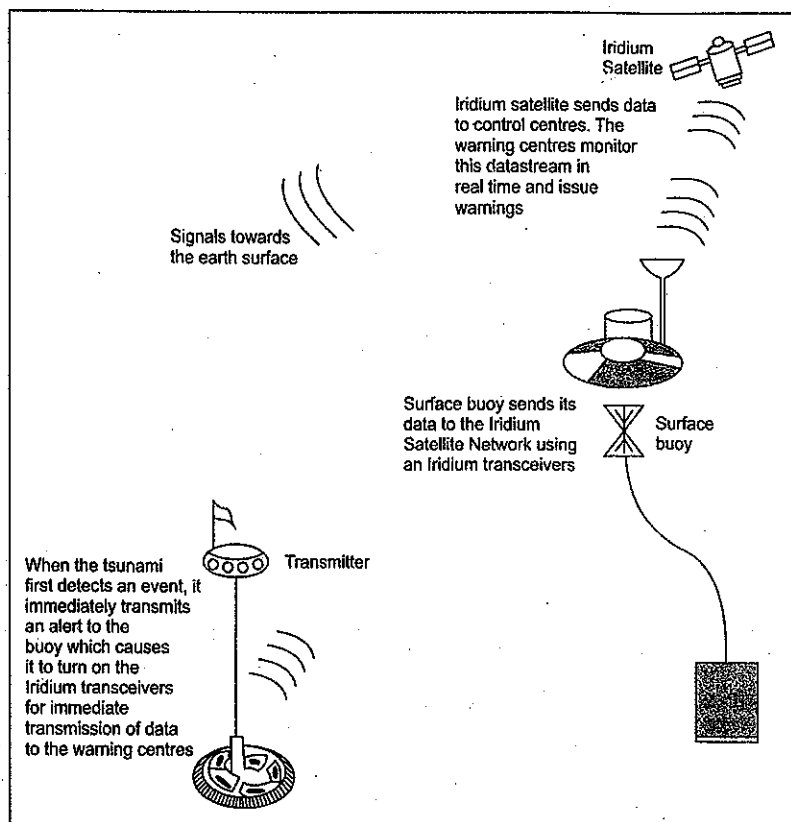 Iridium
Satellite
Iridium satellite sends data
to control centres. The
warning centres monitor
this datastream in
real time and issue
warnings
Signals towards
the earth surface
Surface buoy sends its
data to the Iridium
Satellite Network using
an Iridium transceivers
Surface
buoy
Transmitter
When the tsunami
first detects an event, it
immediately transmits
an alert to the
buoy which causes
it to turn on the
Iridium transceivers
for immediate
transmission of data
to the warning centres